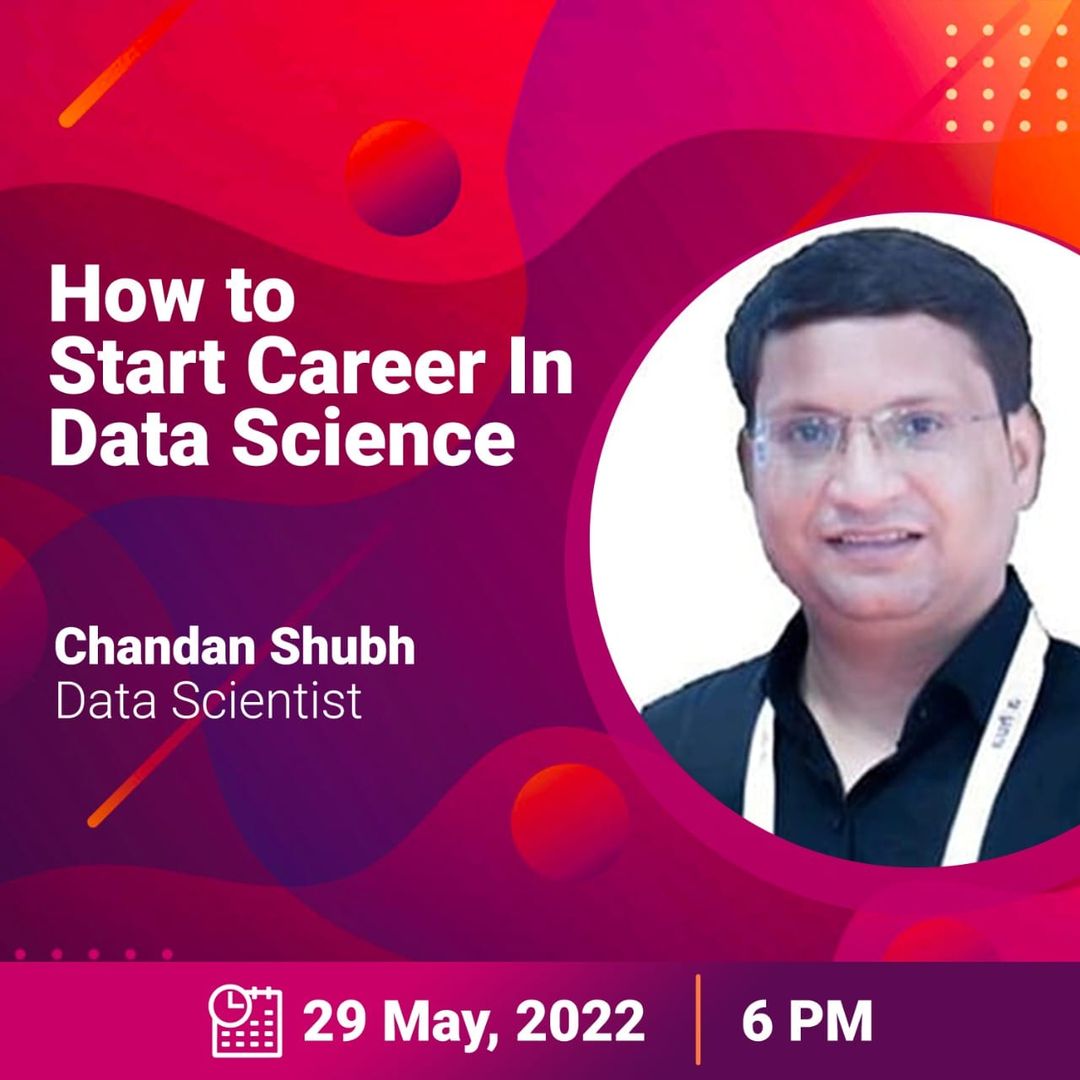 How to
Start Career In
Data Science
Chandan Shubh
Data Scientist
29 May, 2022 | 6 PM